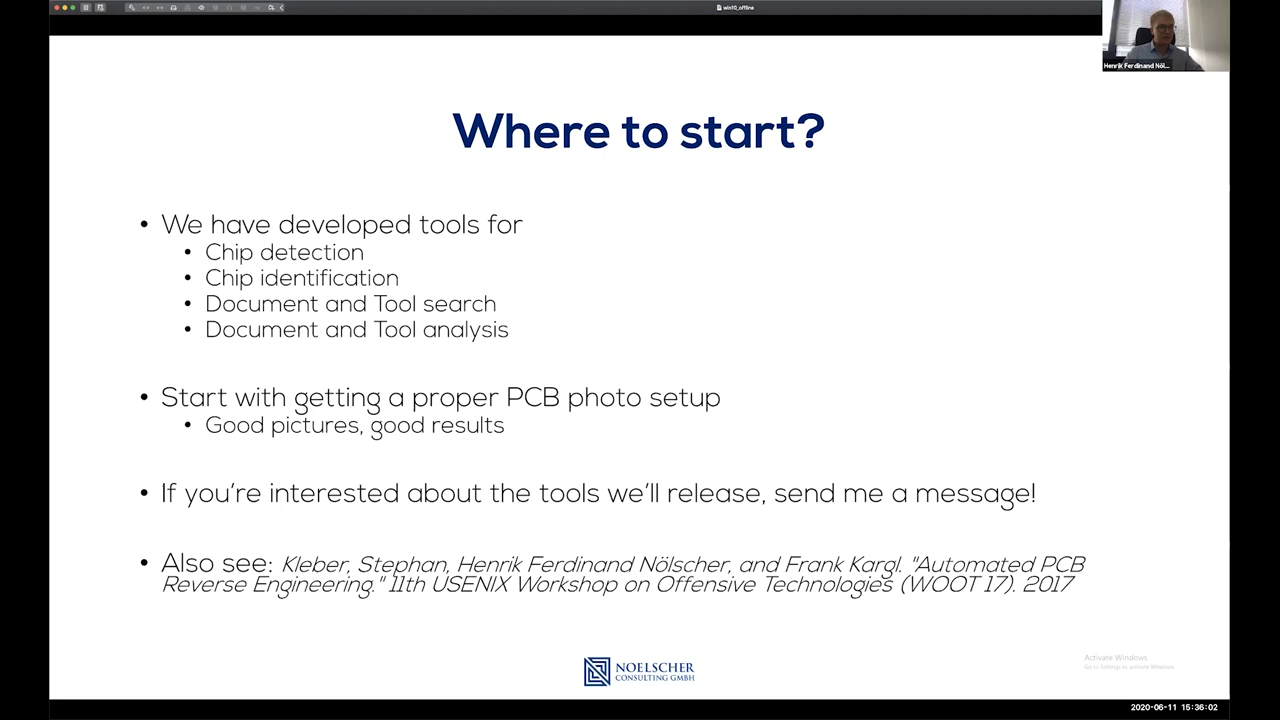 win10_offline
Henrik Ferdinand Nöl...
Where to start?
• We have developed tools for
• Chip detection
• Chip identification
• Document and Tool search
• Document and Tool analysis
• Start with getting a proper PCB photo setup
• Good pictures, good results
• If you're interested about the tools we'll release, send me a message!
• Also see: Kleber, Stephan, Henrik Ferdinand Nölscher, and Frank Kargl. "Automated PCB
Reverse Engineering." 11th USENIX Workshop on Offensive Technologies (WOOT 17). 2017
NOELSCHER
CONSULTING GMBH
Activate Windows
Go to Settings to activate Windows.
2020-06-11 15:36:02